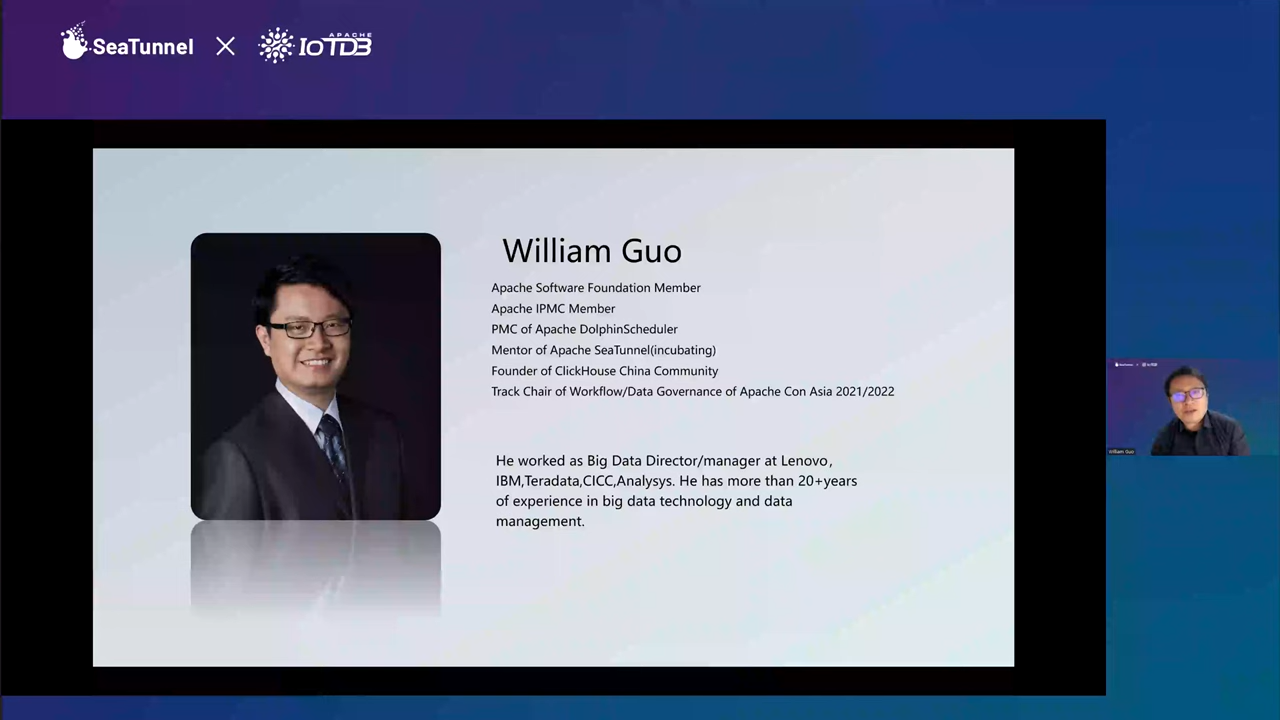 SeaTunnel
APACHE
IoTDB
William Guo
Apache Software Foundation Member
Apache IPMC Member
PMC of Apache DolphinScheduler
Mentor of Apache SeaTunnel(incubating)
Founder of ClickHouse China Community
Track Chair of Workflow/Data Governance of Apache Con Asia 2021/2022
He worked as Big Data Director/manager at Lenovo,
IBM,Teradata,CICC,Analysys. He has more than 20+years
of experience in big data technology and data
management.
William Guo